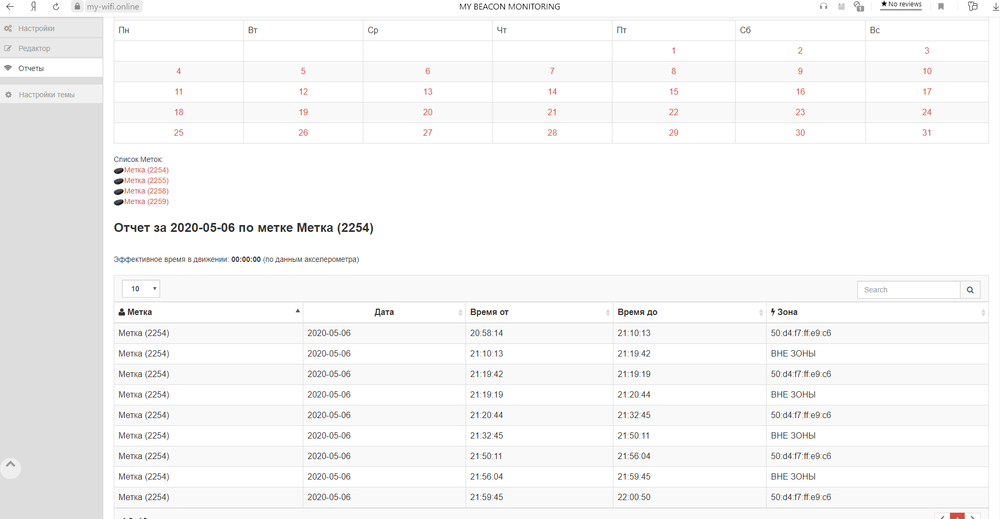 my-wifi.online MY BEACON MONITORING No reviews
1
Настройки
Редактор
Отчеты
Настройки темы
Пн Вт Ср Чт Пт Сб Вс
1 2 3
4 5 6 7 8 9 10
11 12 13 14 15 16 17
18 19 20 21 22 23 24
25 26 27 28 29 30 31
Список Меток:
Метка (2254)
Метка (2255)
Метка (2258)
Метка (2259)
Отчет за 2020-05-06 по метке Метка (2254)
Эффективное время в движении: 00:00:00 (по данным акселерометра)
10 Search
Метка Дата Время от Время до Зона
Метка (2254) 2020-05-06 20:58:14 21:10:13 50:d4:f7:ff:e9:c6
Метка (2254) 2020-05-06 21:10:13 21:19:42 ВНЕ ЗОНЫ
Метка (2254) 2020-05-06 21:19:42 21:19:19 50:d4:f7:ff:e9:c6
Метка (2254) 2020-05-06 21:19:19 21:20:44 ВНЕ ЗОНЫ
Метка (2254) 2020-05-06 21:20:44 21:32:45 50:d4:f7:ff:e9:c6
Метка (2254) 2020-05-06 21:32:45 21:50:11 ВНЕ ЗОНЫ
Метка (2254) 2020-05-06 21:50:11 21:56:04 50:d4:f7:ff:e9:c6
Метка (2254) 2020-05-06 21:56:04 21:59:45 ВНЕ ЗОНЫ
Метка (2254) 2020-05-06 21:59:45 22:00:50 50:d4:f7:ff:e9:c6